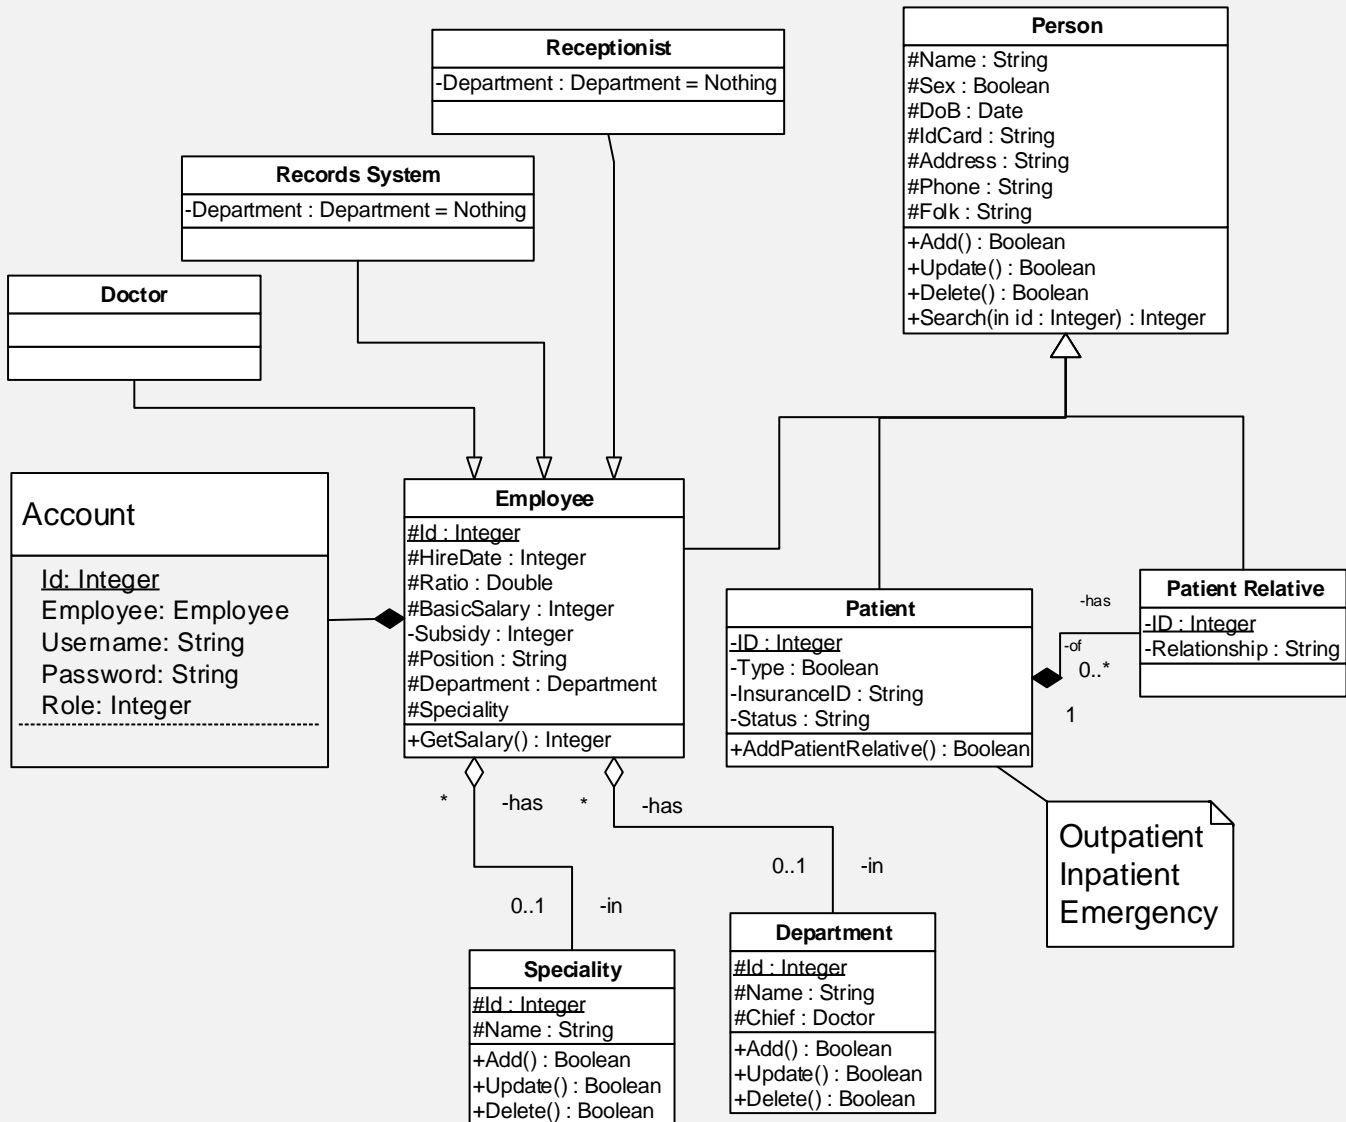 Receptionist
-Department : Department = Nothing
Person
#Name : String
#Sex : Boolean
#DoB : Date
#IdCard : String
#Address : String
#Phone : String
#Folk : String
+Add() : Boolean
+Update() : Boolean
+Delete() : Boolean
+Search(in id : Integer) : Integer
Records System
-Department : Department = Nothing
Doctor
Account
Id: Integer
Employee: Employee
Username: String
Password: String
Role: Integer
Employee
#Id : Integer
#HireDate : Integer
#Ratio : Double
#BasicSalary : Integer
-Subsidy : Integer
#Position : String
#Department : Department
#Speciality
+GetSalary() : Integer
Patient
-ID : Integer
-Type : Boolean
-InsuranceID : String
-Status : String
+AddPatientRelative() : Boolean
-has
-of
0..*
1
Patient Relative
-ID : Integer
-Relationship : String
*
-has
*
-has
0..1
-in
0..1
-in
Outpatient
Inpatient
Emergency
Speciality
#Id : Integer
#Name : String
+Add() : Boolean
+Update() : Boolean
+Delete() : Boolean
Department
#Id : Integer
#Name : String
#Chief : Doctor
+Add() : Boolean
+Update() : Boolean
+Delete() : Boolean